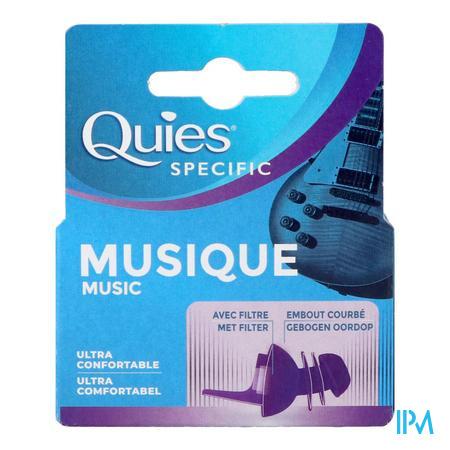 Quies®
SPECIFIC
MUSIQUE
MUSIC
AVEC FILTRE
MET FILTER
EMBOUT COURBÉ
GEBOGEN OORDOP
ULTRA
CONFORTABLE
ULTRA
COMFORTABEL
IPM